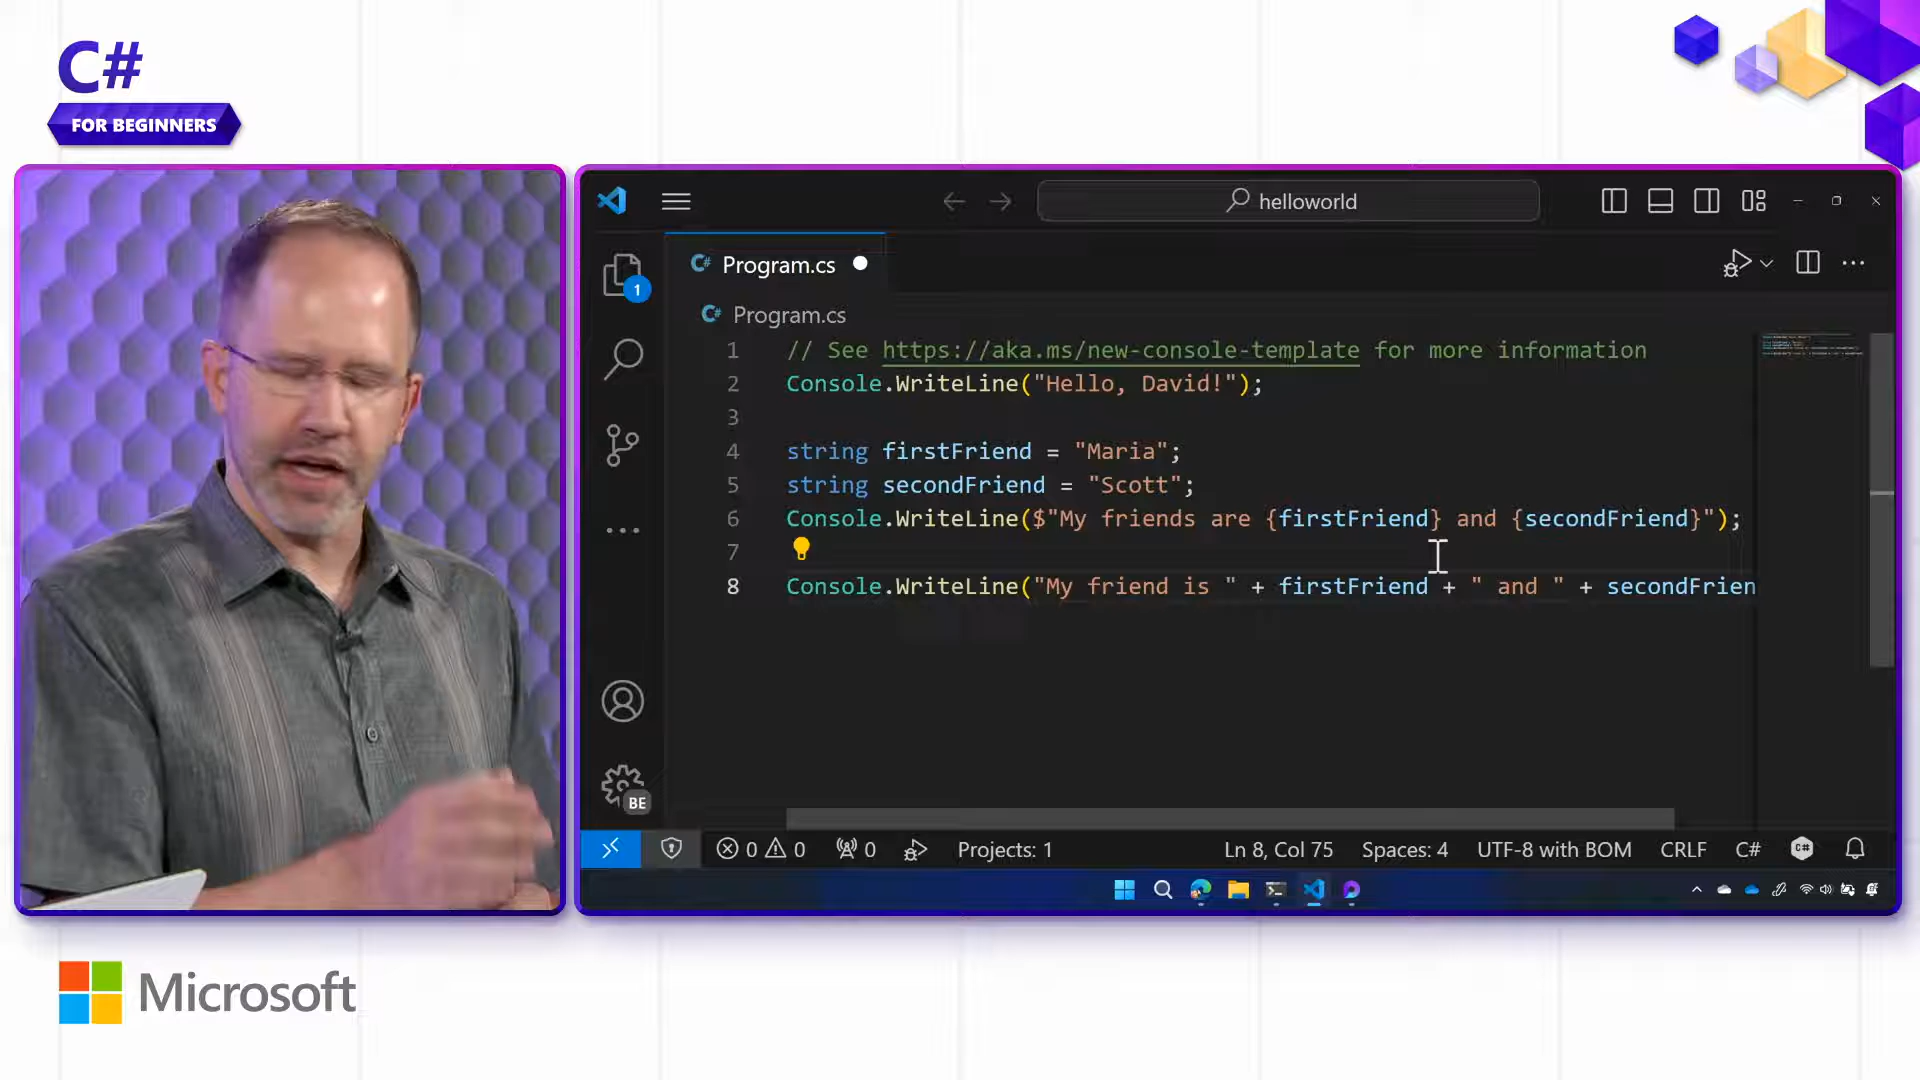 C#
FOR BEGINNERS
helloworld
1
C# Program.cs
C# Program.cs
1 // See https://aka.ms/new-console-template for more information
2 Console.WriteLine("Hello, David!");
3
4 string firstFriend = "Maria";
5 string secondFriend = "Scott";
6 Console.WriteLine($"My friends are {firstFriend} and {secondFriend}");
7
8 Console.WriteLine("My friend is " + firstFriend + " and " + secondFrien
BE
0 0 0 Projects: 1 Ln 8, Col 75 Spaces: 4 UTF-8 with BOM CRLF C#
Microsoft